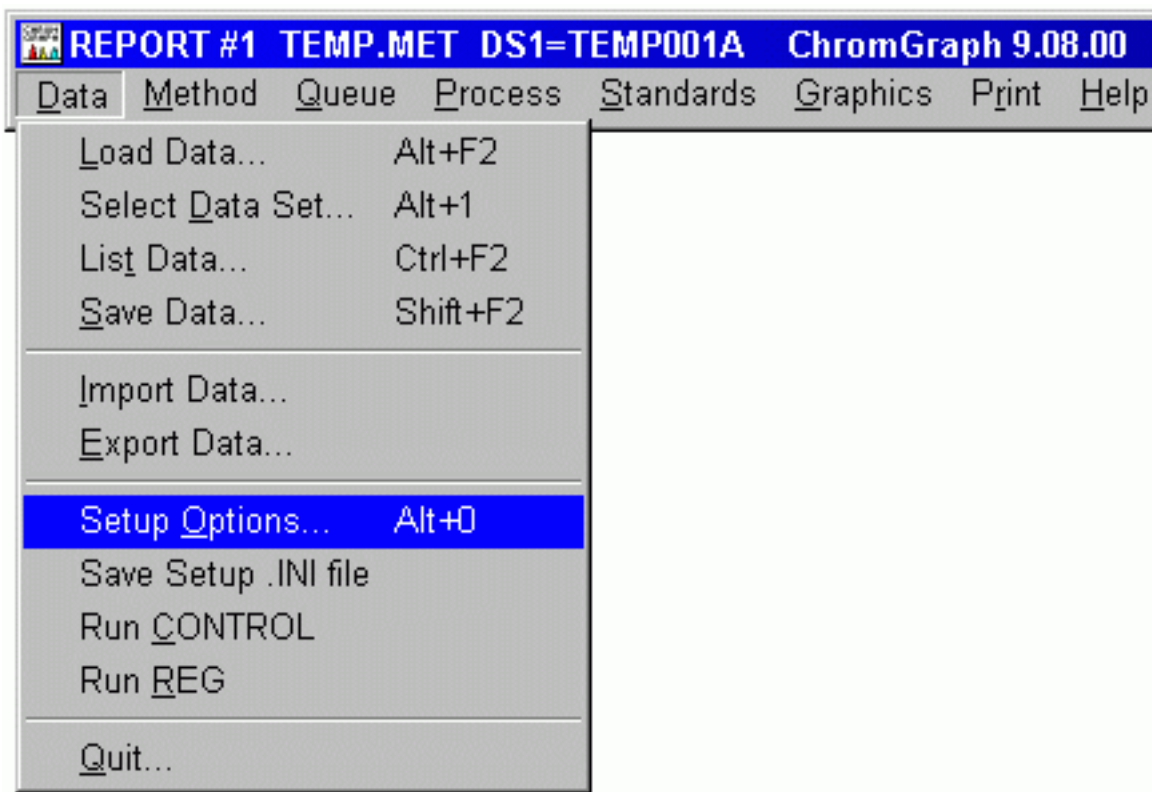 REPORT #1 TEMP.MET DS1=TEMP001A ChromGraph 9.08.00
Data Method Queue Process Standards Graphics Print Help
Load Data... Alt+F2
Select Data Set... Alt+1
List Data... Ctrl+F2
Save Data... Shift+F2
Import Data...
Export Data...
Setup Options... Alt+0
Save Setup .INI file
Run CONTROL
Run REG
Quit...